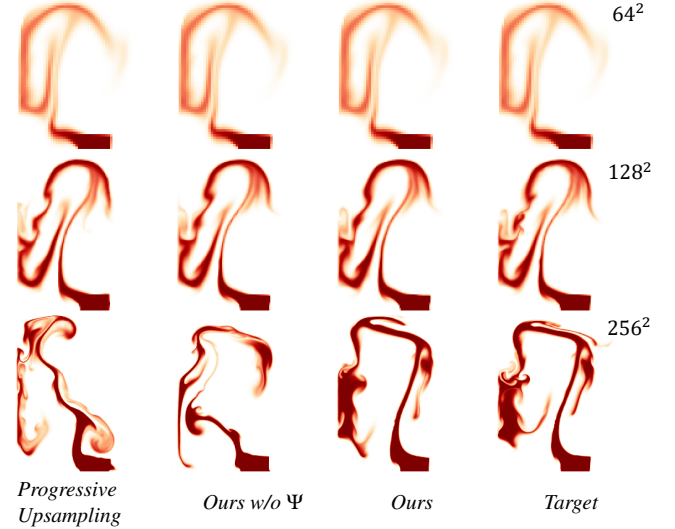 64²
128²
256²
Progressive
Upsampling
Ours w/o Ψ
Ours
Target